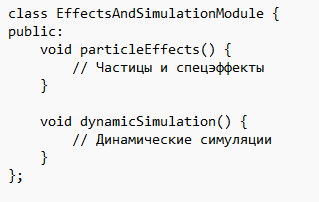 class EffectsAndSimulationModule {
public:
    void particleEffects() {
        // Частицы и спецэффекты
    }

    void dynamicSimulation() {
        // Динамические симуляции
    }
};